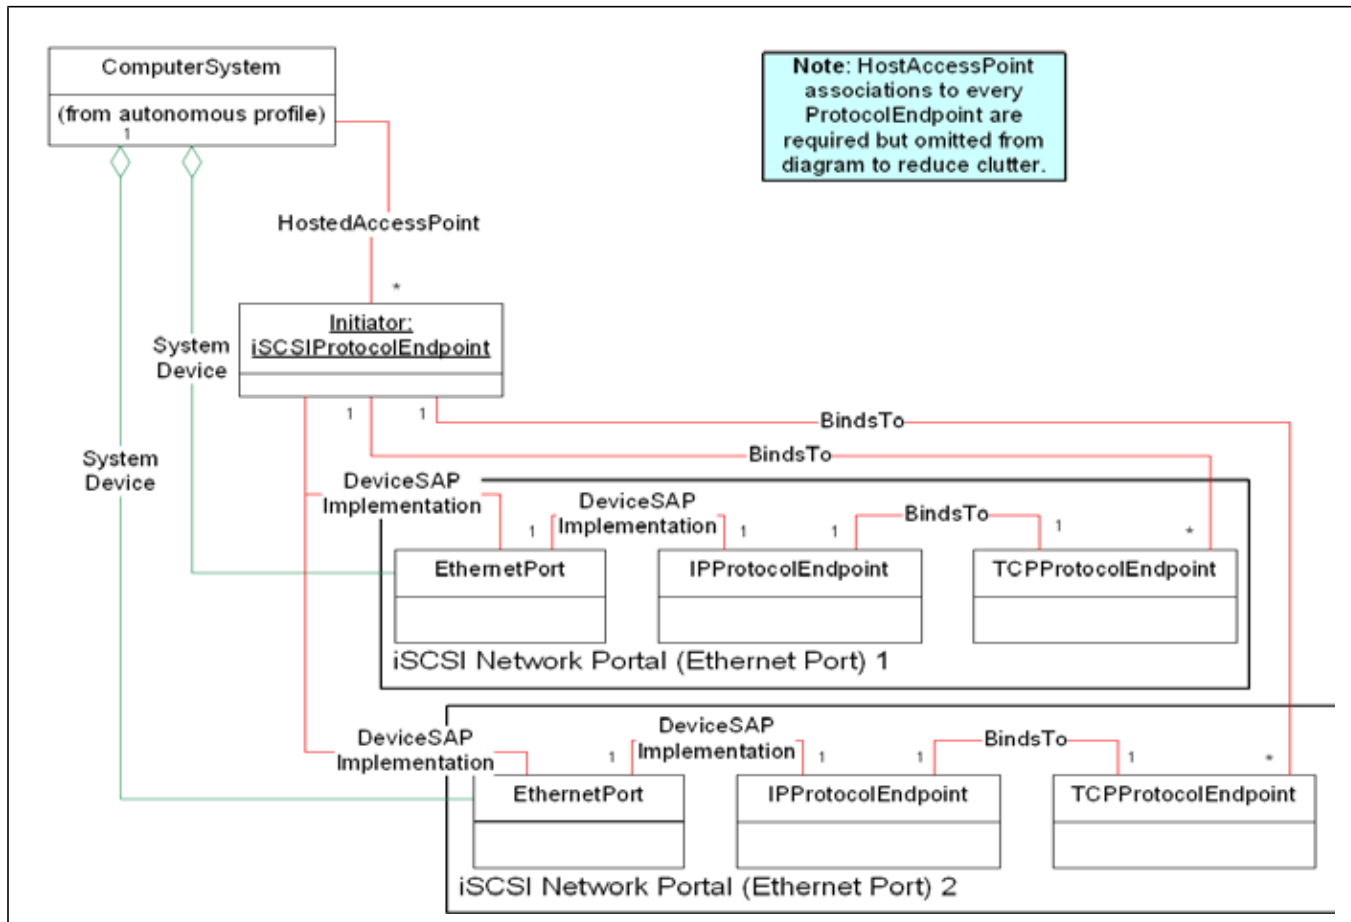 ComputerSystem
(from autonomous profile)
1
Note: HostAccessPoint
associations to every
ProtocolEndpoint are
required but omitted from
diagram to reduce clutter.
HostedAccessPoint
*
Initiator:
iSCSIProtocolEndpoint
System
Device
1
1
BindsTo
System
Device
BindsTo
DeviceSAP
Implementation
DeviceSAP
Implementation
BindsTo
1
1
1
1
*
EthernetPort
IPProtocolEndpoint
TCPProtocolEndpoint
iSCSI Network Portal (Ethernet Port) 1
DeviceSAP
Implementation
DeviceSAP
Implementation
BindsTo
1
1
1
1
*
EthernetPort
IPProtocolEndpoint
TCPProtocolEndpoint
iSCSI Network Portal (Ethernet Port) 2